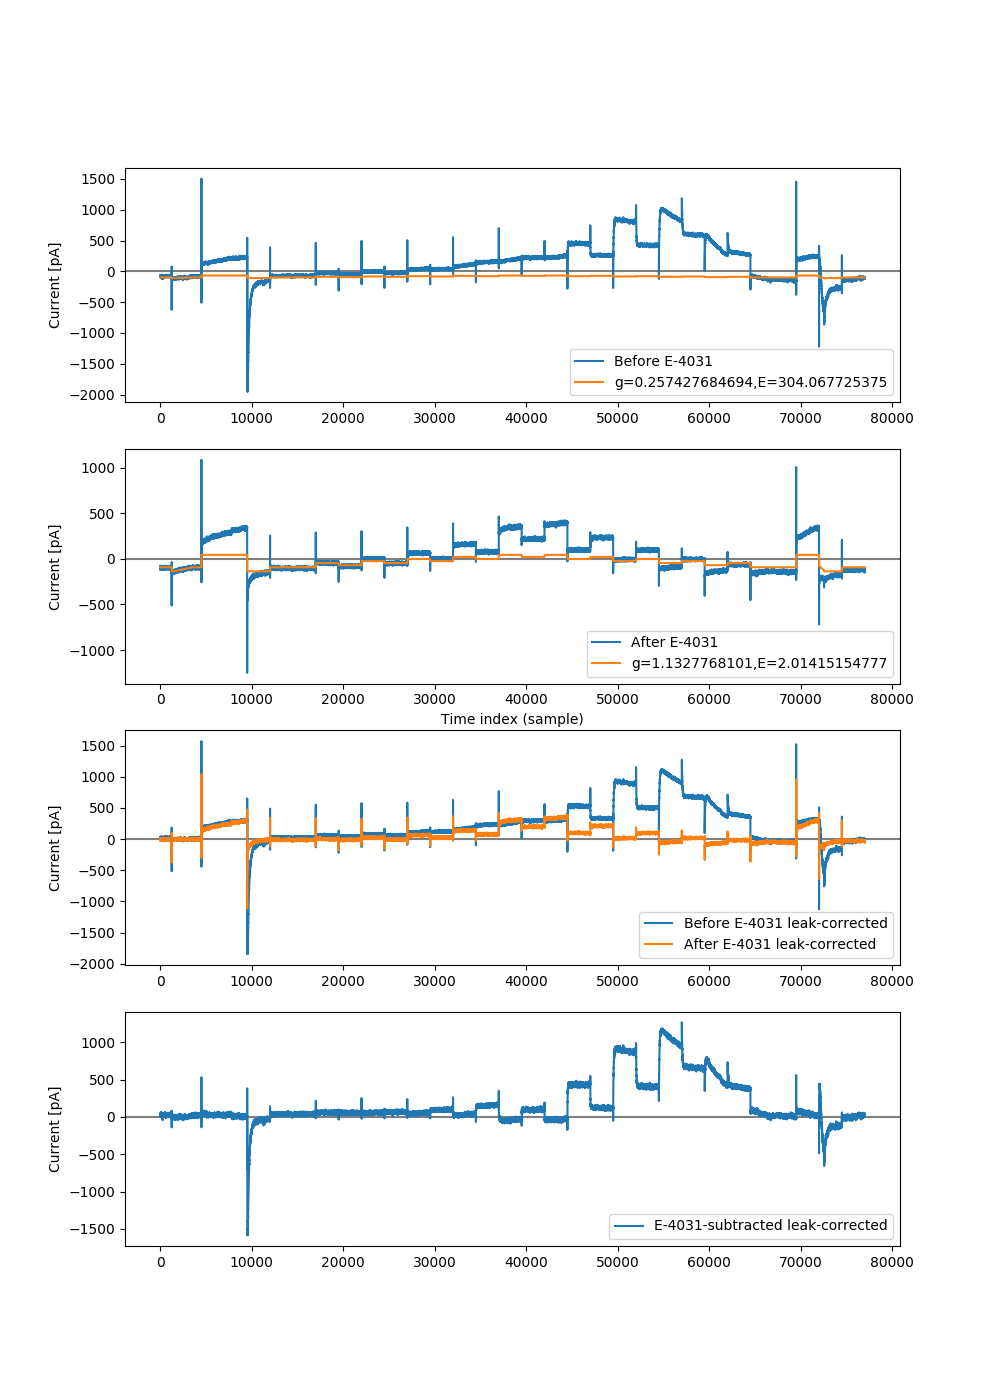 1500
1000
500
0
−500
−1000
−1500
−2000
Current [pA]
Before E-4031
g=0.257427684694,E=304.067725375
0 10000 20000 30000 40000 50000 60000 70000 80000
1000
500
0
−500
−1000
Current [pA]
After E-4031
g=1.1327768101,E=2.01415154777
0 10000 20000 30000 40000 50000 60000 70000 80000
Time index (sample)
1500
1000
500
0
−500
−1000
−1500
−2000
Current [pA]
Before E-4031 leak-corrected
After E-4031 leak-corrected
0 10000 20000 30000 40000 50000 60000 70000 80000
1000
500
0
−500
−1000
−1500
Current [pA]
E-4031-subtracted leak-corrected
0 10000 20000 30000 40000 50000 60000 70000 80000